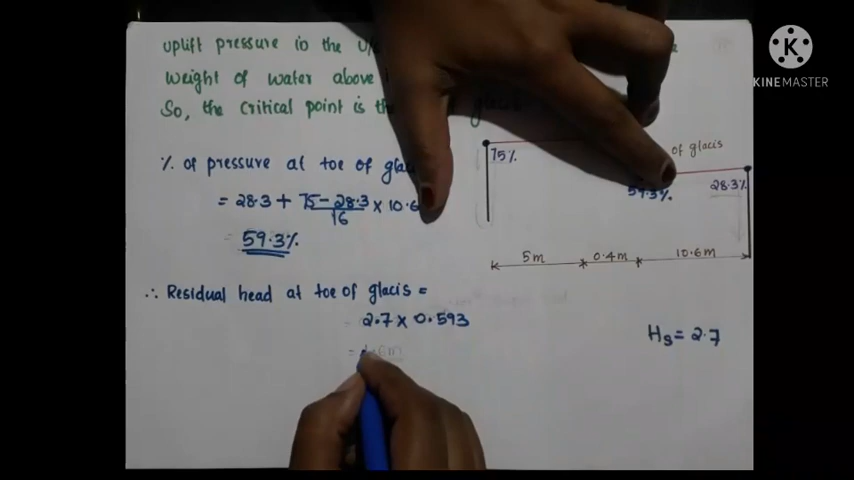 uplift pressure in the U/s
weight of water above
So, the critical point is the
% of pressure at toe of
= 28.3 + 75 - 28.3 / 16 × 10.6
= 59.3%
∴ Residual head at toe of glacis =
2.7 × 0.593
of glacis
75%
59.3%
28.3%
5m
0.4m
10.6m
Hs = 2.7
K
KINEMASTER